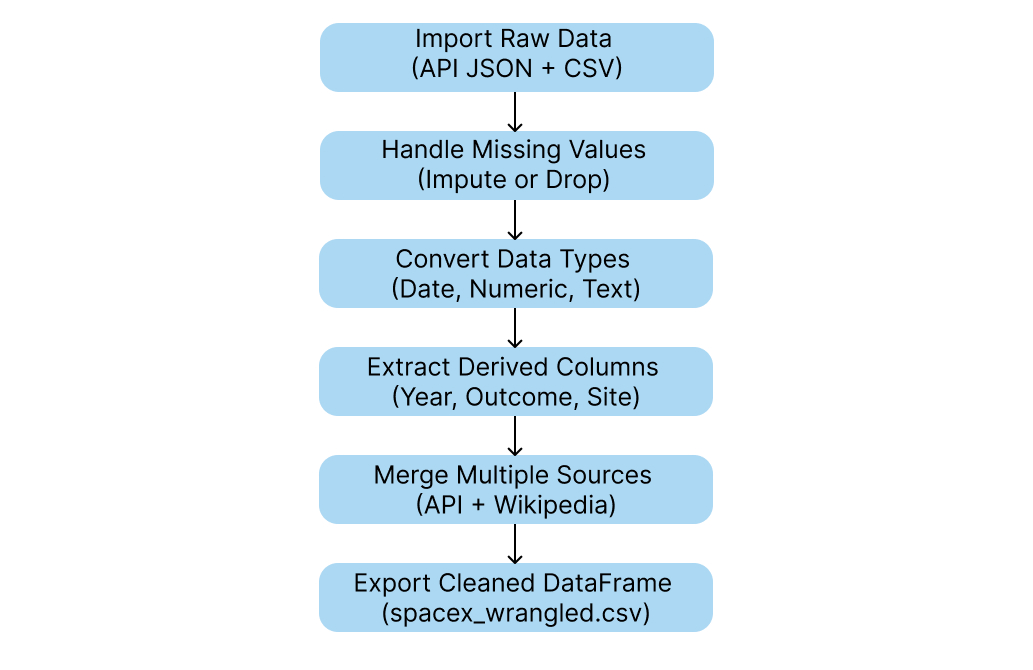 Import Raw Data
(API JSON + CSV)
Handle Missing Values
(Impute or Drop)
Convert Data Types
(Date, Numeric, Text)
Extract Derived Columns
(Year, Outcome, Site)
Merge Multiple Sources
(API + Wikipedia)
Export Cleaned DataFrame
(spacex_wrangled.csv)